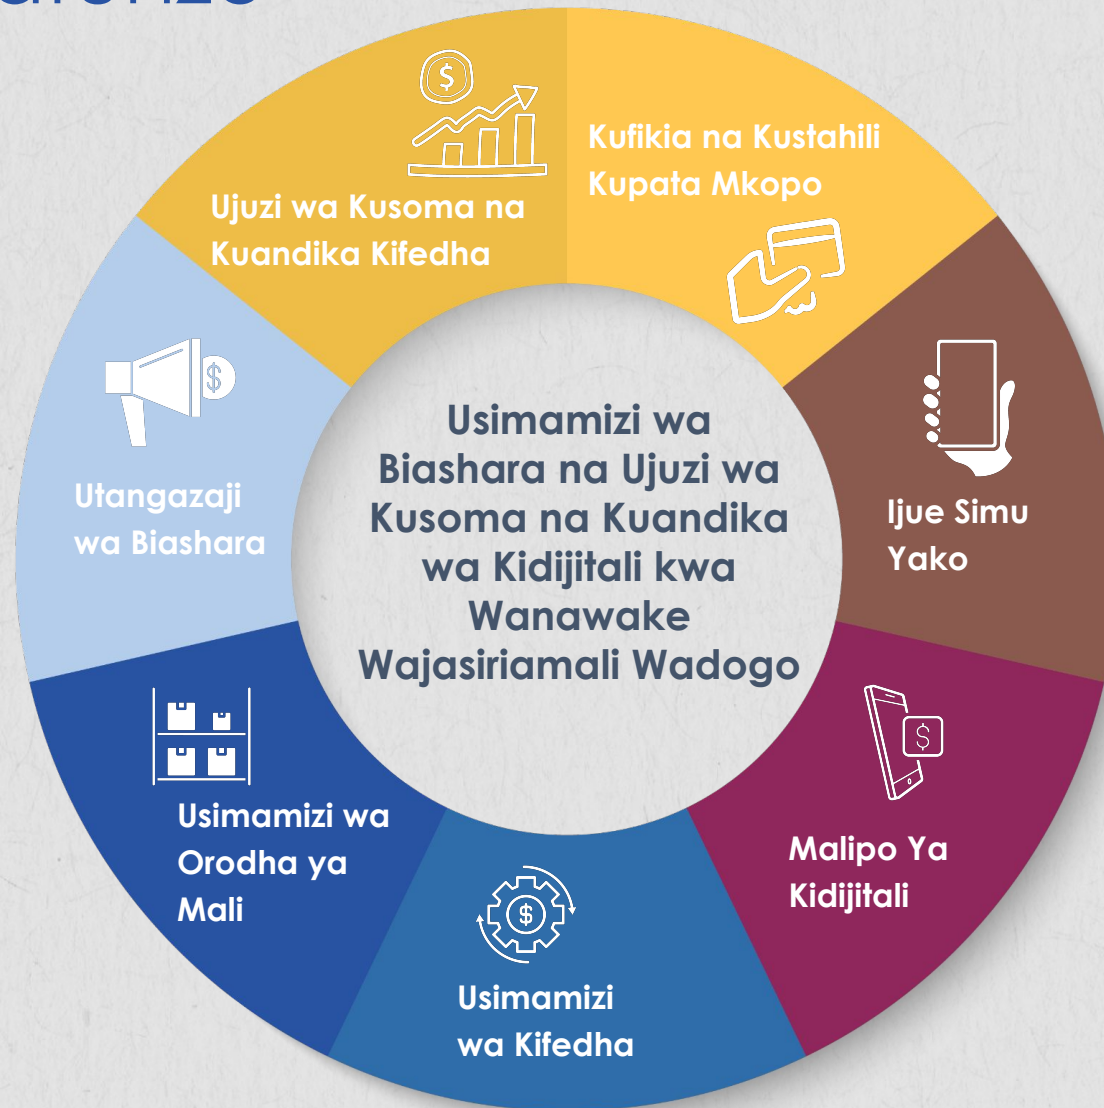 Kufikia na Kustahili
Kupata Mkopo
Ujuzi wa Kusoma na
Kuandika Kifedha
Ijue Simu
Yako
Utangazaji
wa Biashara
Usimamizi wa
Biashara na Ujuzi wa
Kusoma na Kuandika
wa Kidijitali kwa
Wanawake
Wajasiriamali Wadogo
Malipo Ya
Kidijitali
Usimamizi wa
Orodha ya
Mali
Usimamizi
wa Kifedha